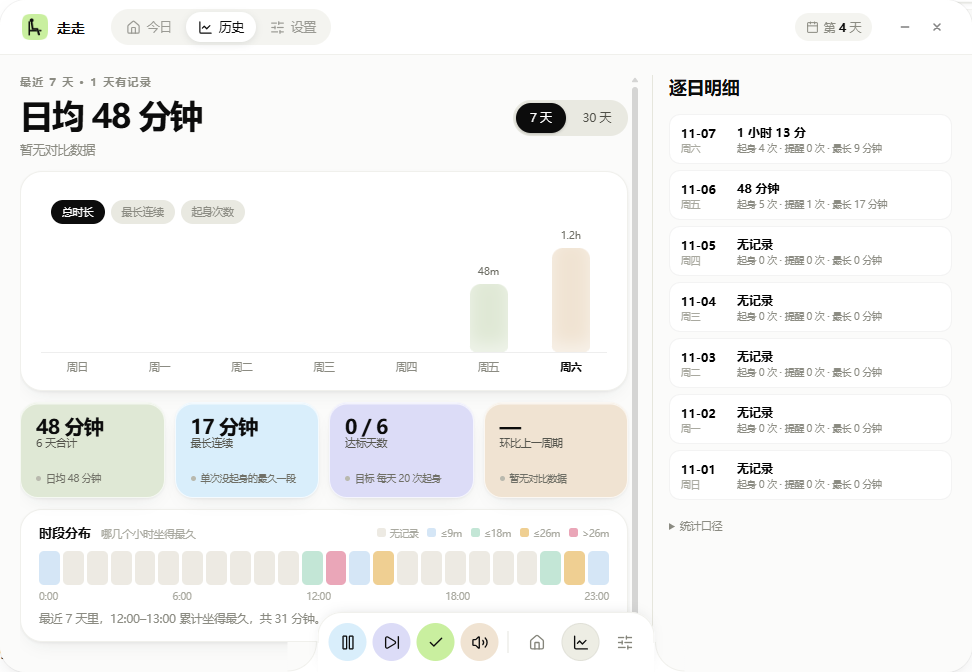 走走
今日
历史
设置
第 4 天
最近 7 天 • 1 天有记录
日均 48 分钟
暂无对比数据
7 天
30 天
总时长
最长连续
起身次数
48m
1.2h
周日
周一
周二
周三
周四
周五
周六
48 分钟
6 天合计
日均 48 分钟
17 分钟
最长连续
单次没起身的最久一段
0 / 6
达标天数
目标 每天 20 次起身
—
环比上一周期
暂无对比数据
时段分布 哪几个小时坐得最久
无记录 ≤9m ≤18m ≤26m >26m
0:00 6:00 12:00 18:00 23:00
最近 7 天里，12:00–13:00 累计坐得最久，共 31 分钟。
逐日明细
11-07 1 小时 13 分
周六 起身 4 次 · 提醒 0 次 · 最长 9 分钟
11-06 48 分钟
周五 起身 5 次 · 提醒 1 次 · 最长 17 分钟
11-05 无记录
周四 起身 0 次 · 提醒 0 次 · 最长 0 分钟
11-04 无记录
周三 起身 0 次 · 提醒 0 次 · 最长 0 分钟
11-03 无记录
周二 起身 0 次 · 提醒 0 次 · 最长 0 分钟
11-02 无记录
周一 起身 0 次 · 提醒 0 次 · 最长 0 分钟
11-01 无记录
周日 起身 0 次 · 提醒 0 次 · 最长 0 分钟
统计口径